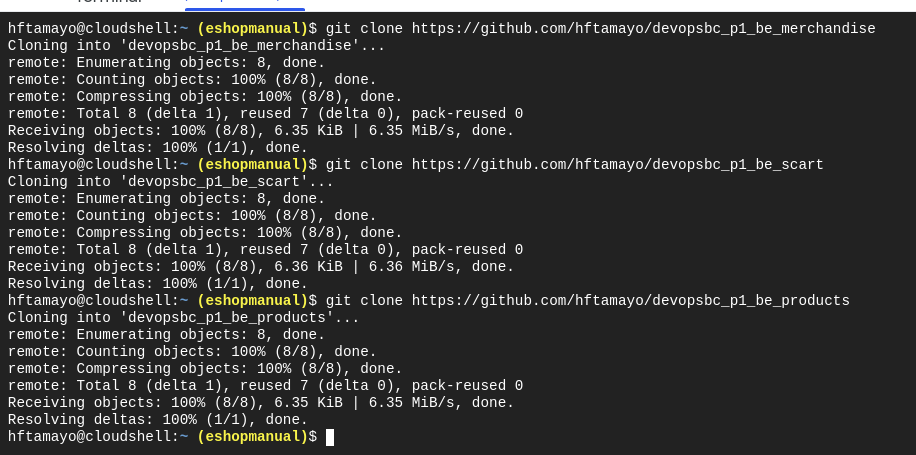 Terminal
hftamayo@cloudshell:~ (eshopmanual)$ git clone https://github.com/hftamayo/devopsbc_p1_be_merchandise
Cloning into 'devopsbc_p1_be_merchandise'...
remote: Enumerating objects: 8, done.
remote: Counting objects: 100% (8/8), done.
remote: Compressing objects: 100% (8/8), done.
remote: Total 8 (delta 1), reused 7 (delta 0), pack-reused 0
Receiving objects: 100% (8/8), 6.35 KiB | 6.35 MiB/s, done.
Resolving deltas: 100% (1/1), done.
hftamayo@cloudshell:~ (eshopmanual)$ git clone https://github.com/hftamayo/devopsbc_p1_be_scart
Cloning into 'devopsbc_p1_be_scart'...
remote: Enumerating objects: 8, done.
remote: Counting objects: 100% (8/8), done.
remote: Compressing objects: 100% (8/8), done.
remote: Total 8 (delta 1), reused 7 (delta 0), pack-reused 0
Receiving objects: 100% (8/8), 6.36 KiB | 6.36 MiB/s, done.
Resolving deltas: 100% (1/1), done.
hftamayo@cloudshell:~ (eshopmanual)$ git clone https://github.com/hftamayo/devopsbc_p1_be_products
Cloning into 'devopsbc_p1_be_products'...
remote: Enumerating objects: 8, done.
remote: Counting objects: 100% (8/8), done.
remote: Compressing objects: 100% (8/8), done.
remote: Total 8 (delta 1), reused 7 (delta 0), pack-reused 0
Receiving objects: 100% (8/8), 6.35 KiB | 6.35 MiB/s, done.
Resolving deltas: 100% (1/1), done.
hftamayo@cloudshell:~ (eshopmanual)$